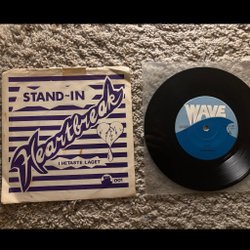 STAND-IN
Heartbreak
I HETASTE LAGET
001
WAVE